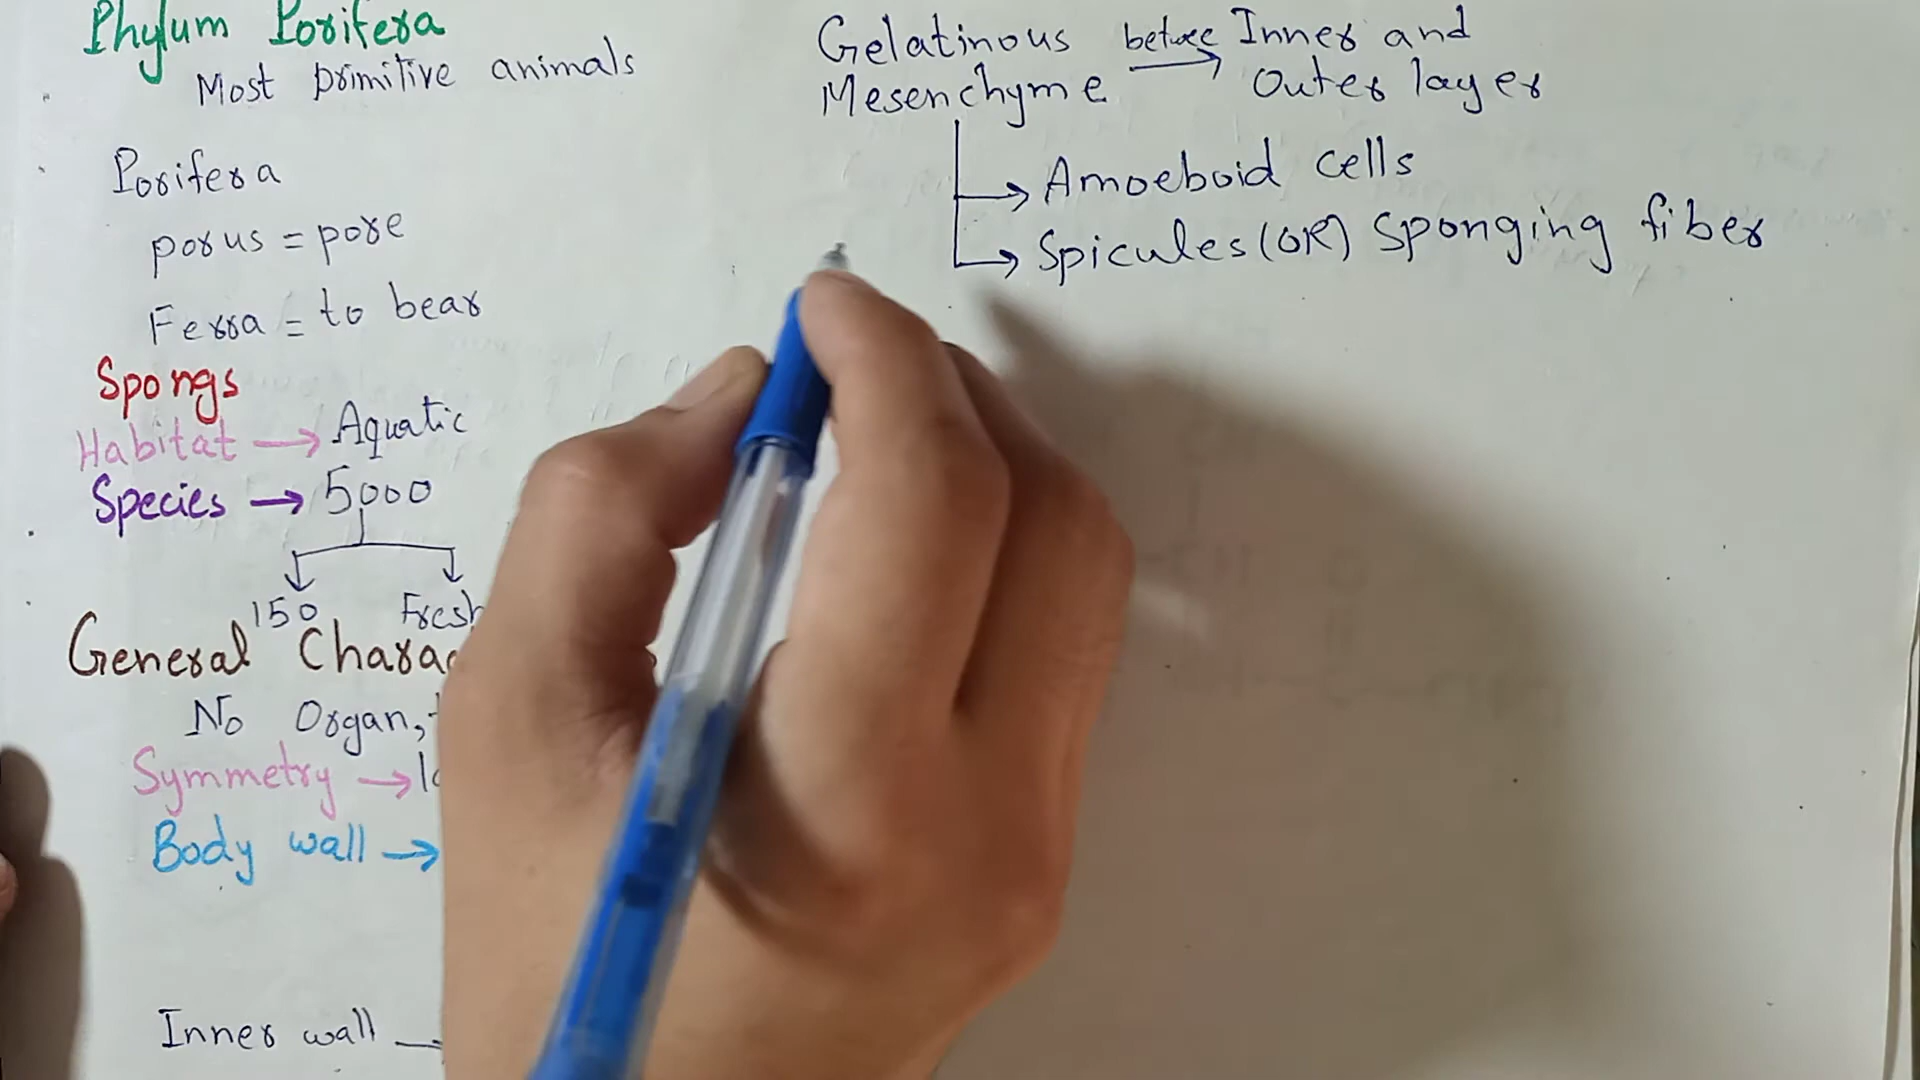 Phylum Porifera
Most primitive animals
Porifera
porus = pore
Ferra = to bear
Spongs
Habitat → Aquatic
Species → 5000
150 Fresh
General Charac
No Organ,
Symmetry →
Body wall →
Inner wall
Gelatinous Inner and
Mesenchyme → Outer layer
→ Amoeboid cells
→ Spicules (OR) Sponging fiber